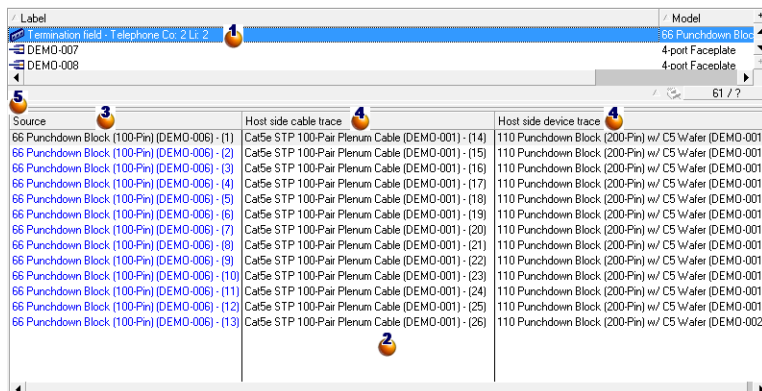 Label Model
1
Termination field - Telephone Co: 2 Li: 2 66 Punchdown Bloc
DEMO-007 4-port Faceplate
DEMO-008 4-port Faceplate
61 / ?
5 3 4 4
Source Host side cable trace Host side device trace
66 Punchdown Block (100-Pin) (DEMO-006) - (1) Cat5e STP 100-Pair Plenum Cable (DEMO-001) - (14) 110 Punchdown Block (200-Pin) w/ C5 Wafer (DEMO-001
66 Punchdown Block (100-Pin) (DEMO-006) - (2) Cat5e STP 100-Pair Plenum Cable (DEMO-001) - (15) 110 Punchdown Block (200-Pin) w/ C5 Wafer (DEMO-001
66 Punchdown Block (100-Pin) (DEMO-006) - (3) Cat5e STP 100-Pair Plenum Cable (DEMO-001) - (16) 110 Punchdown Block (200-Pin) w/ C5 Wafer (DEMO-001
66 Punchdown Block (100-Pin) (DEMO-006) - (4) Cat5e STP 100-Pair Plenum Cable (DEMO-001) - (17) 110 Punchdown Block (200-Pin) w/ C5 Wafer (DEMO-001
66 Punchdown Block (100-Pin) (DEMO-006) - (5) Cat5e STP 100-Pair Plenum Cable (DEMO-001) - (18) 110 Punchdown Block (200-Pin) w/ C5 Wafer (DEMO-001
66 Punchdown Block (100-Pin) (DEMO-006) - (6) Cat5e STP 100-Pair Plenum Cable (DEMO-001) - (19) 110 Punchdown Block (200-Pin) w/ C5 Wafer (DEMO-001
66 Punchdown Block (100-Pin) (DEMO-006) - (7) Cat5e STP 100-Pair Plenum Cable (DEMO-001) - (20) 110 Punchdown Block (200-Pin) w/ C5 Wafer (DEMO-001
66 Punchdown Block (100-Pin) (DEMO-006) - (8) Cat5e STP 100-Pair Plenum Cable (DEMO-001) - (21) 110 Punchdown Block (200-Pin) w/ C5 Wafer (DEMO-001
66 Punchdown Block (100-Pin) (DEMO-006) - (9) Cat5e STP 100-Pair Plenum Cable (DEMO-001) - (22) 110 Punchdown Block (200-Pin) w/ C5 Wafer (DEMO-001
66 Punchdown Block (100-Pin) (DEMO-006) - (10) Cat5e STP 100-Pair Plenum Cable (DEMO-001) - (23) 110 Punchdown Block (200-Pin) w/ C5 Wafer (DEMO-001
66 Punchdown Block (100-Pin) (DEMO-006) - (11) Cat5e STP 100-Pair Plenum Cable (DEMO-001) - (24) 110 Punchdown Block (200-Pin) w/ C5 Wafer (DEMO-001
66 Punchdown Block (100-Pin) (DEMO-006) - (12) Cat5e STP 100-Pair Plenum Cable (DEMO-001) - (25) 110 Punchdown Block (200-Pin) w/ C5 Wafer (DEMO-001
66 Punchdown Block (100-Pin) (DEMO-006) - (13) Cat5e STP 100-Pair Plenum Cable (DEMO-001) - (26) 110 Punchdown Block (200-Pin) w/ C5 Wafer (DEMO-002
2